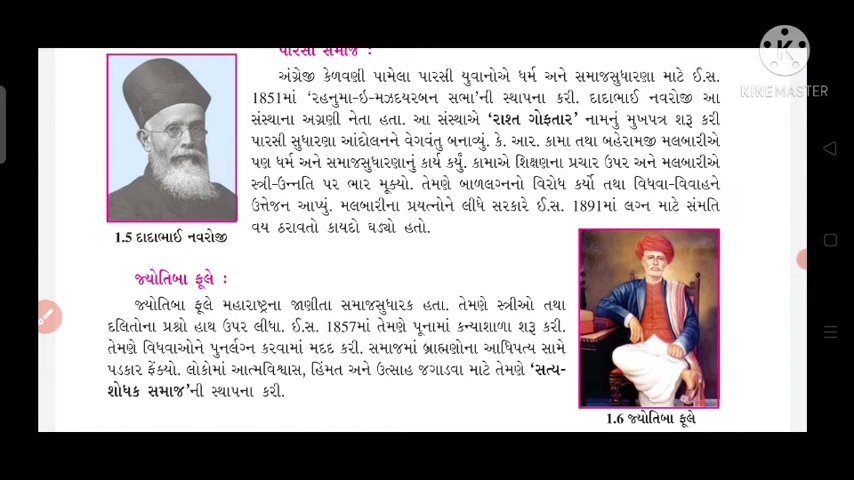 પારસી સમાજ :
અંગ્રેજી કેળવણી પામેલા પારસી યુવાનોએ ધર્મ અને સમાજસુધારણા માટે ઈ.સ.
1851માં ‘રહનુમા-ઇ-મઝદયરબન સભા’ની સ્થાપના કરી. દાદાભાઈ નવરોજી આ
સંસ્થાના અગ્રણી નેતા હતા. આ સંસ્થાએ ‘રાશ્ત ગોફતાર’ નામનું મુખપત્ર શરૂ કરી
પારસી સુધારણા આંદોલનને વેગવંતુ બનાવ્યું. કે. આર. કામા તથા બહેરામજી મલબારીએ
પણ ધર્મ અને સમાજસુધારણાનું કાર્ય કર્યું. કામાએ શિક્ષણના પ્રચાર ઉપર અને મલબારીએ
સ્ત્રી-ઉન્નતિ પર ભાર મૂક્યો. તેમણે બાળલગ્નનો વિરોધ કર્યો તથા વિધવા-વિવાહને
ઉત્તેજન આપ્યું. મલબારીના પ્રયત્નોને લીધે સરકારે ઈ.સ. 1891માં લગ્ન માટે સંમતિ
વય ઠરાવતો કાયદો ઘડ્યો હતો.
1.5 દાદાભાઈ નવરોજી
જ્યોતિબા ફૂલે :
જ્યોતિબા ફૂલે મહારાષ્ટ્રના જાણીતા સમાજસુધારક હતા. તેમણે સ્ત્રીઓ તથા
દલિતોના પ્રશ્નો હાથ ઉપર લીધા. ઈ.સ. 1857માં તેમણે પૂનામાં કન્યાશાળા શરૂ કરી.
તેમણે વિધવાઓને પુનર્લગ્ન કરવામાં મદદ કરી. સમાજમાં બ્રાહ્મણોના આધિપત્ય સામે
પડકાર ફેંક્યો. લોકોમાં આત્મવિશ્વાસ, હિંમત અને ઉત્સાહ જગાડવા માટે તેમણે ‘સત્ય-
શોધક સમાજ’ની સ્થાપના કરી.
1.6 જ્યોતિબા ફૂલે
KINEMASTER